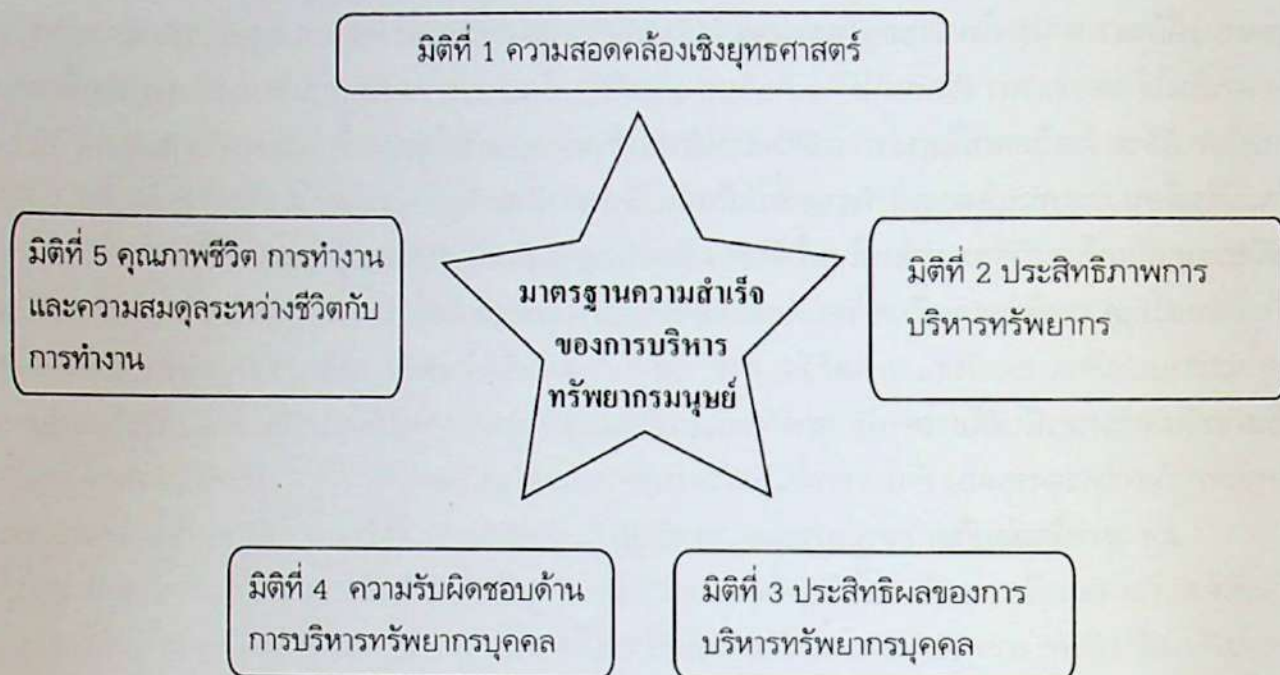 มิติที่ 1 ความสอดคล้องเชิงยุทธศาสตร์
มิติที่ 5 คุณภาพชีวิต การทำงาน
และความสมดุลระหว่างชีวิตกับ
การทำงาน
มาตรฐานความสำเร็จ
ของการบริหาร
ทรัพยากรมนุษย์
มิติที่ 2 ประสิทธิภาพการ
บริหารทรัพยากร
มิติที่ 4 ความรับผิดชอบด้าน
การบริหารทรัพยากรบุคคล
มิติที่ 3 ประสิทธิผลของการ
บริหารทรัพยากรบุคคล